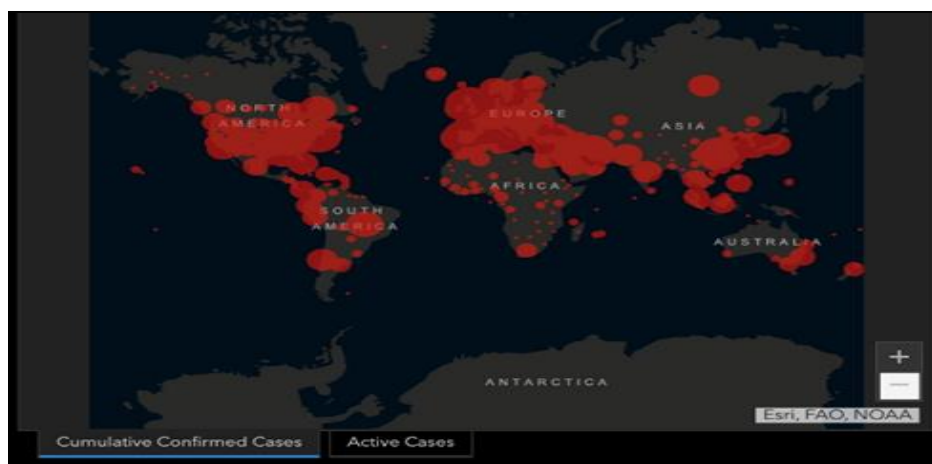 NORTH
AMERICA
EUROPE
ASIA
AFRICA
SOUTH
AMERICA
AUSTRALIA
ANTARCTICA
+
−
Esri, FAO, NOAA
Cumulative Confirmed Cases
Active Cases